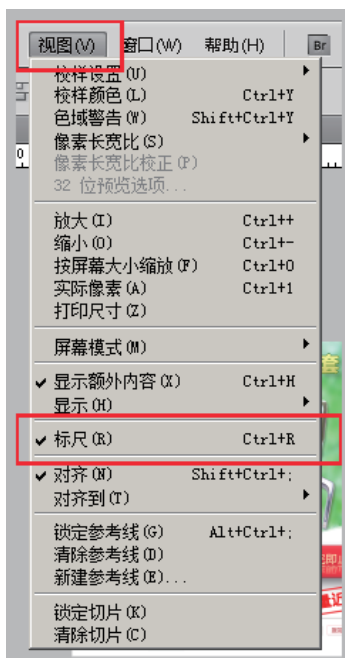 视图(V) 窗口(W) 帮助(H) Br
校样设置(U)
校样颜色(L) Ctrl+Y
色域警告(W) Shift+Ctrl+Y
像素长宽比(S)
像素长宽比校正(P)
32 位预览选项...
0
放大(I) Ctrl++
缩小(O) Ctrl+-
按屏幕大小缩放(F) Ctrl+0
实际像素(A) Ctrl+1
打印尺寸(Z)
屏幕模式(M)
显示额外内容(X) Ctrl+H
显示(H)
套
标尺(R) Ctrl+R
对齐(N) Shift+Ctrl+;
对齐到(T)
锁定参考线(G) Alt+Ctrl+;
清除参考线(D)
新建参考线(E)...
锁定切片(K)
清除切片(C)